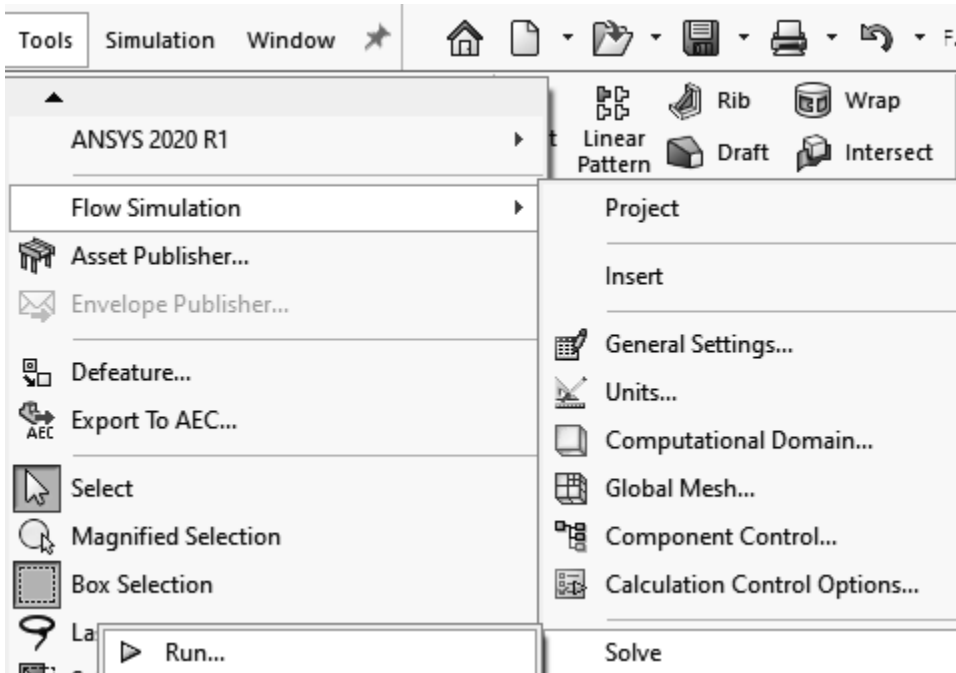 Tools Simulation Window
Rib Wrap
Linear
Pattern
Draft Intersect
ANSYS 2020 R1
Flow Simulation
Asset Publisher...
Envelope Publisher...
Defeature...
Export To AEC...
AEC
Select
Magnified Selection
Box Selection
La
Run...
Project
Insert
General Settings...
Units...
Computational Domain...
Global Mesh...
Component Control...
Calculation Control Options...
Solve